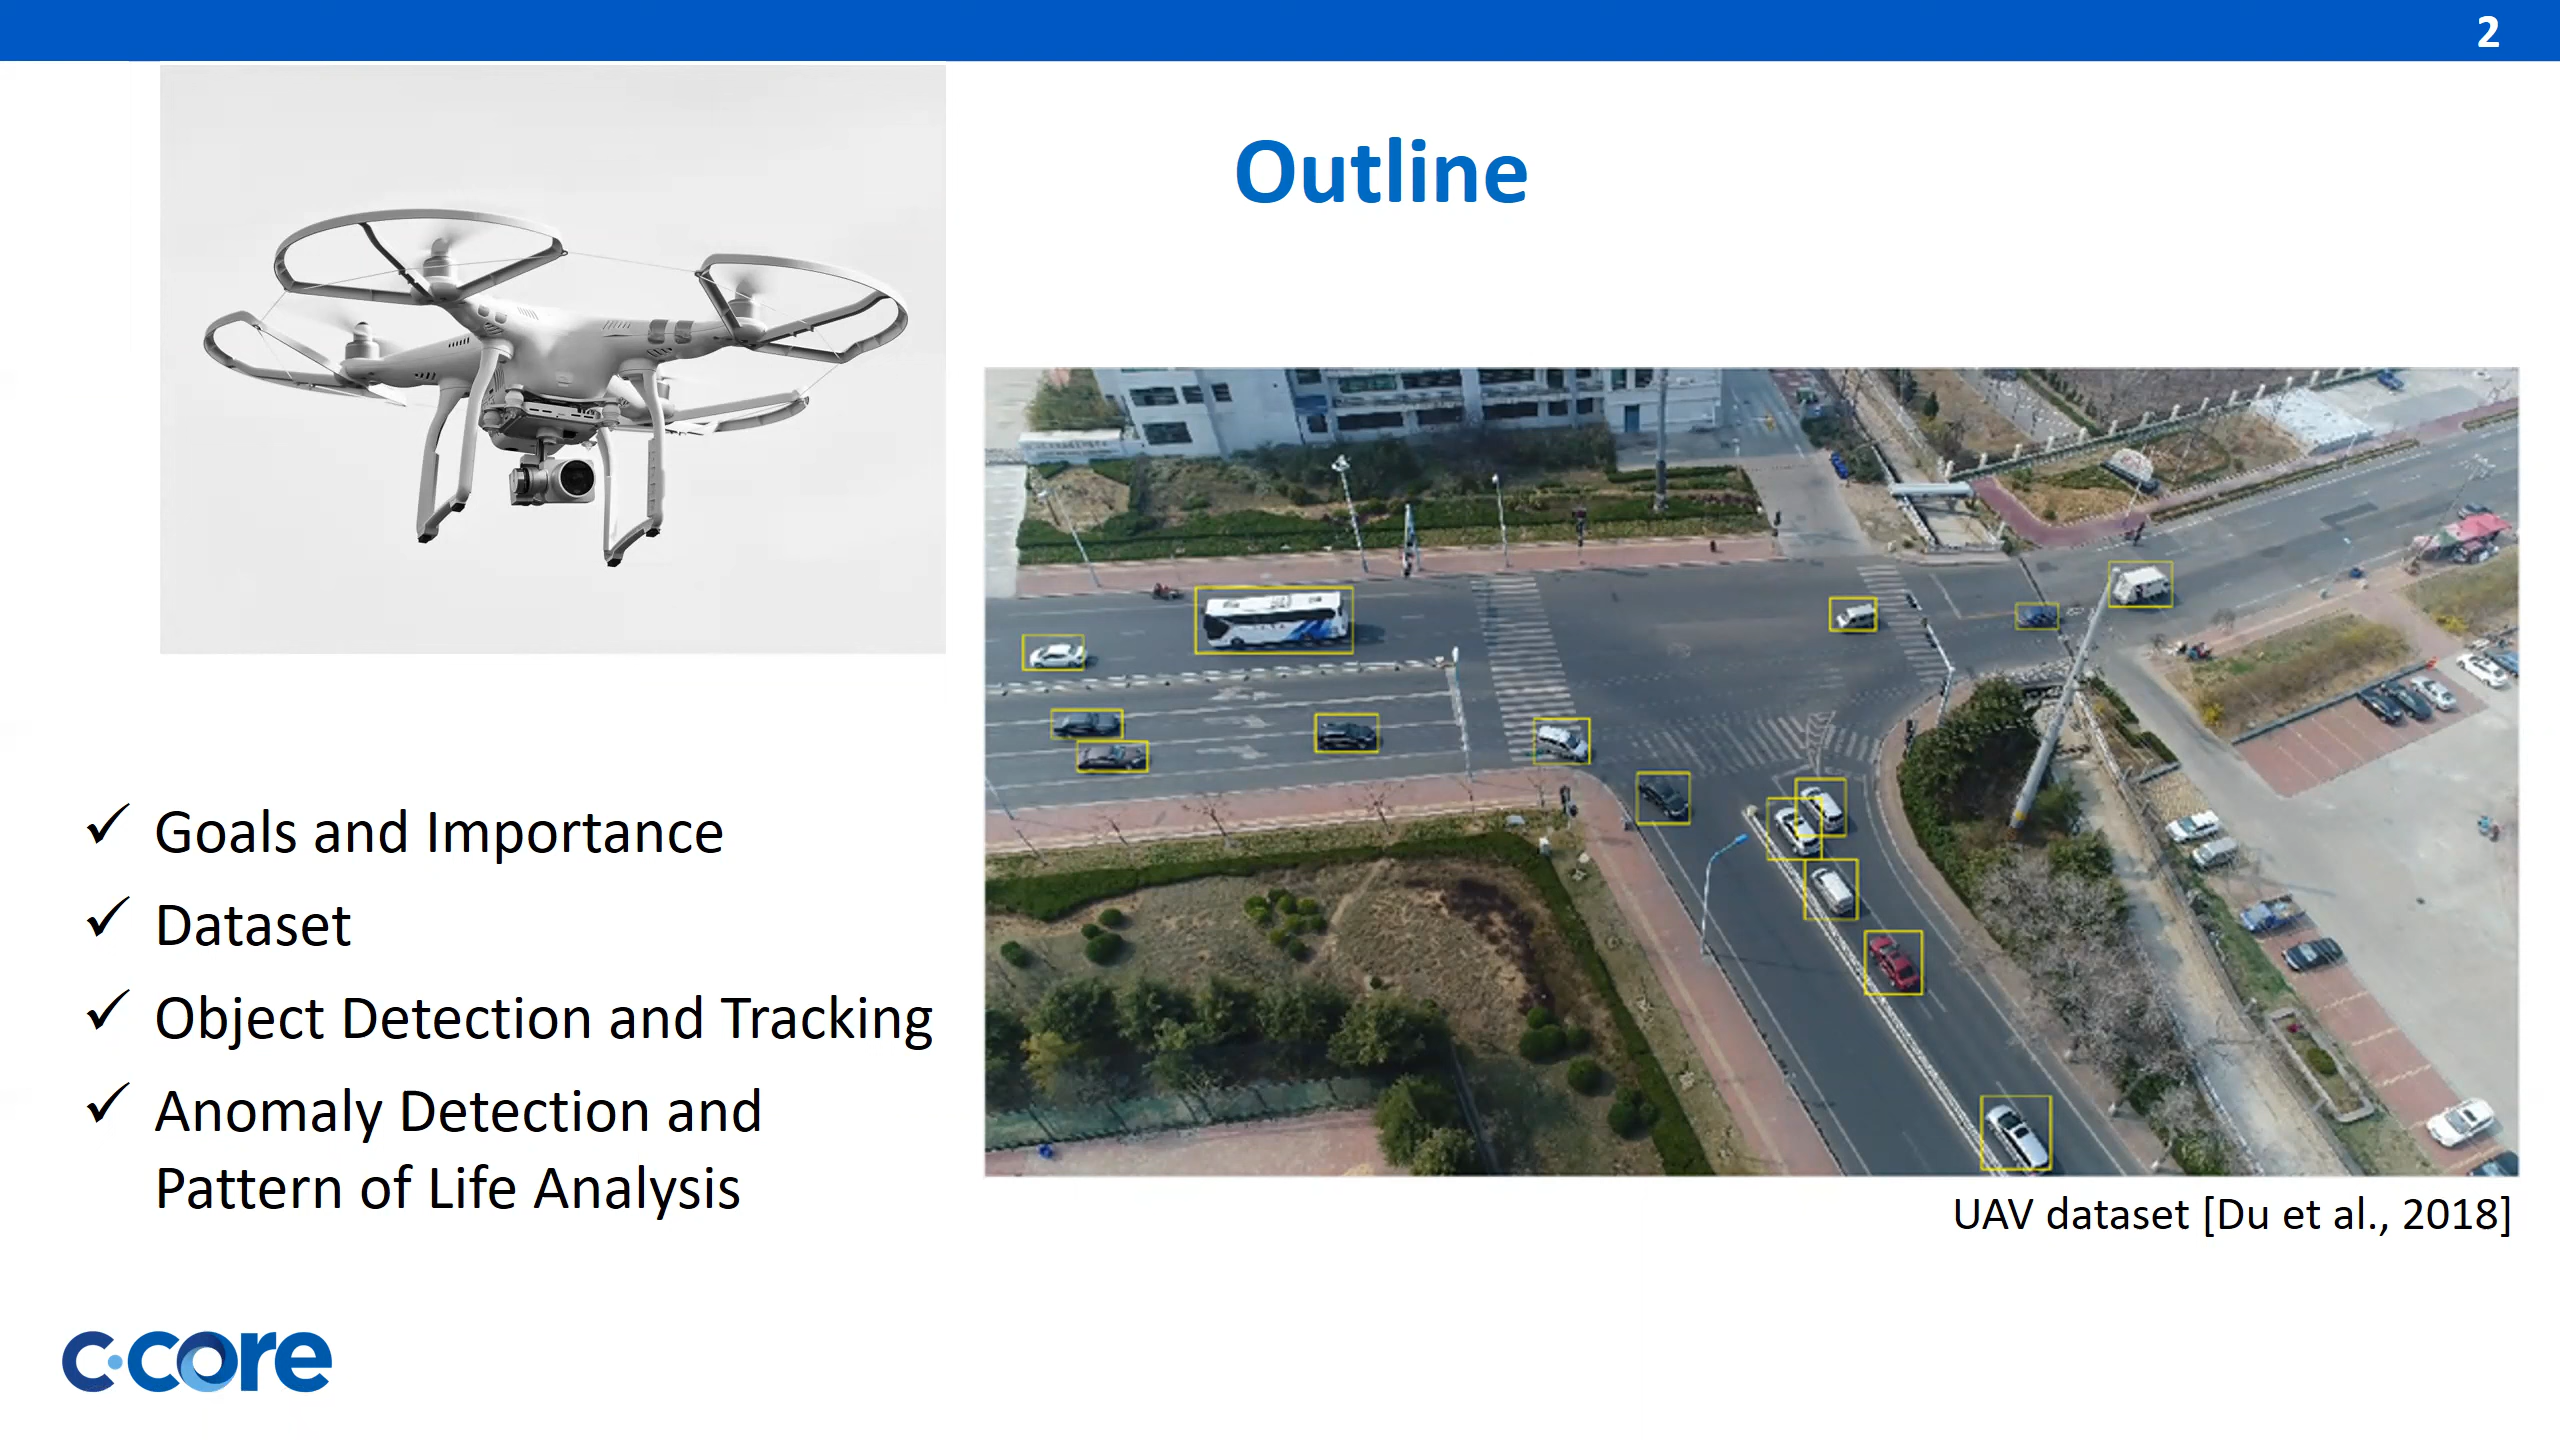 2
Outline
✓ Goals and Importance
✓ Dataset
✓ Object Detection and Tracking
✓ Anomaly Detection and
Pattern of Life Analysis
UAV dataset [Du et al., 2018]
c·core